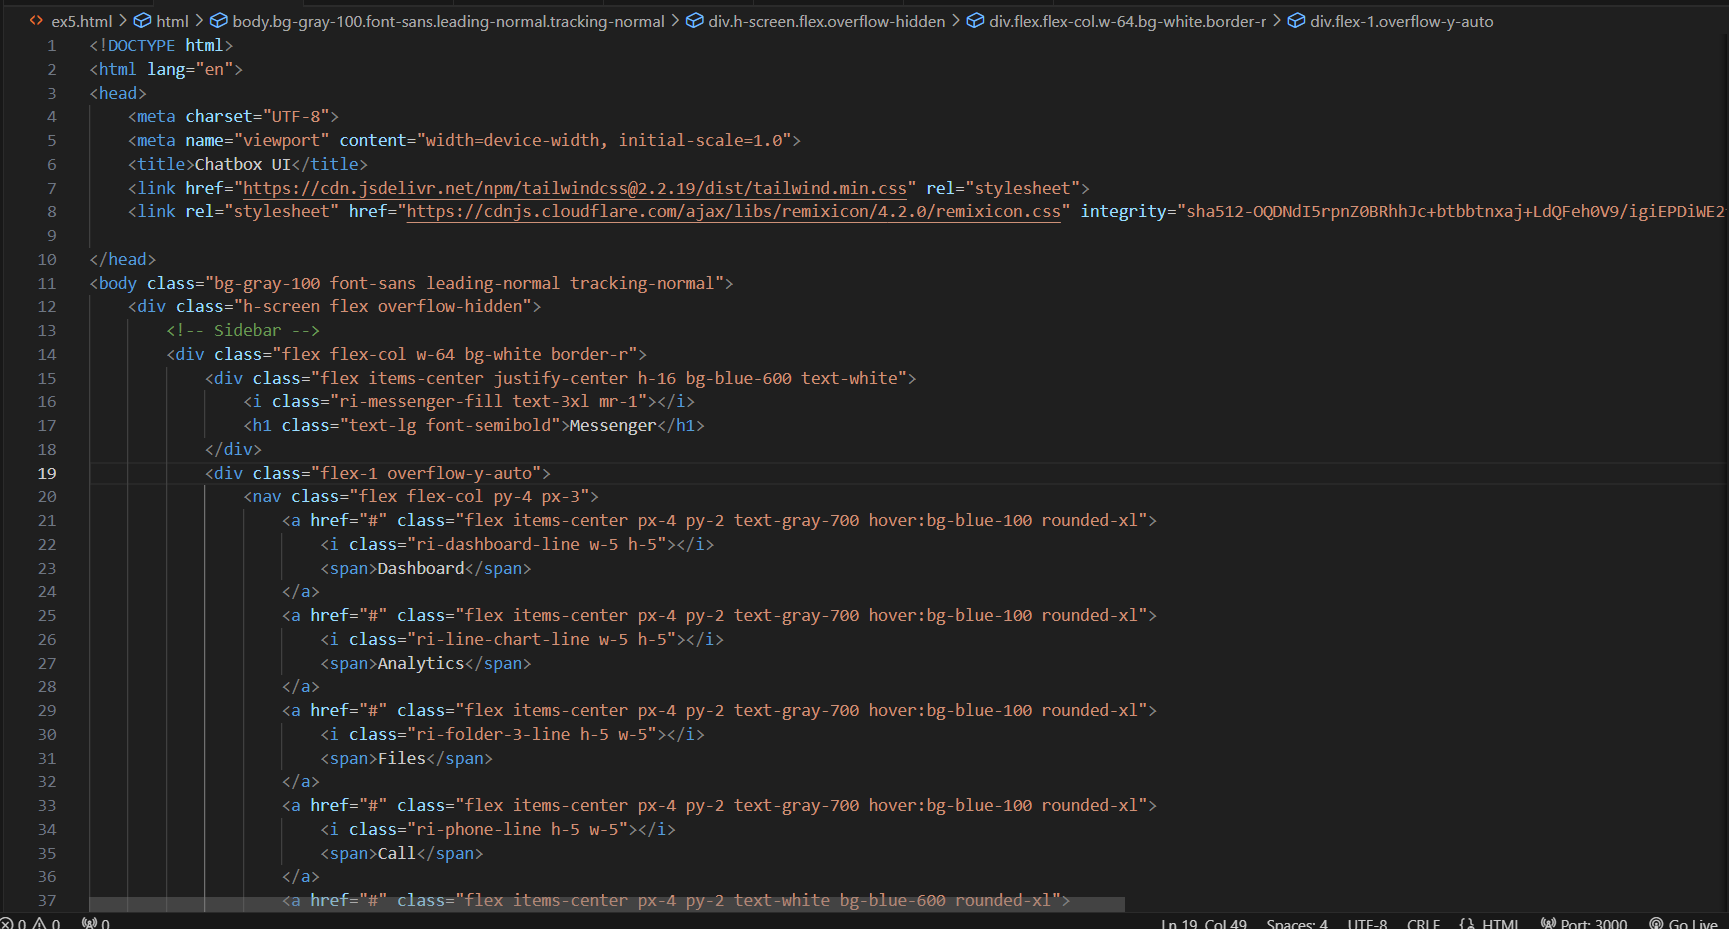 <> ex5.html > html > body.bg-gray-100.font-sans.leading-normal.tracking-normal > div.h-screen.flex.overflow-hidden > div.flex.flex-col.w-64.bg-white.border-r > div.flex-1.overflow-y-auto
1 <!DOCTYPE html>
2 <html lang="en">
3 <head>
4 <meta charset="UTF-8">
5 <meta name="viewport" content="width=device-width, initial-scale=1.0">
6 <title>Chatbox UI</title>
7 <link href="https://cdn.jsdelivr.net/npm/tailwindcss@2.2.19/dist/tailwind.min.css" rel="stylesheet">
8 <link rel="stylesheet" href="https://cdnjs.cloudflare.com/ajax/libs/remixicon/4.2.0/remixicon.css" integrity="sha512-OQDNdI5rpnZ0BRhhJc+btbbtnxaj+LdQFeh0V9/igiEPDiWE2
9
10 </head>
11 <body class="bg-gray-100 font-sans leading-normal tracking-normal">
12 <div class="h-screen flex overflow-hidden">
13 <!-- Sidebar -->
14 <div class="flex flex-col w-64 bg-white border-r">
15 <div class="flex items-center justify-center h-16 bg-blue-600 text-white">
16 <i class="ri-messenger-fill text-3xl mr-1"></i>
17 <h1 class="text-lg font-semibold">Messenger</h1>
18 </div>
19 <div class="flex-1 overflow-y-auto">
20 <nav class="flex flex-col py-4 px-3">
21 <a href="#" class="flex items-center px-4 py-2 text-gray-700 hover:bg-blue-100 rounded-xl">
22 <i class="ri-dashboard-line w-5 h-5"></i>
23 <span>Dashboard</span>
24 </a>
25 <a href="#" class="flex items-center px-4 py-2 text-gray-700 hover:bg-blue-100 rounded-xl">
26 <i class="ri-line-chart-line w-5 h-5"></i>
27 <span>Analytics</span>
28 </a>
29 <a href="#" class="flex items-center px-4 py-2 text-gray-700 hover:bg-blue-100 rounded-xl">
30 <i class="ri-folder-3-line h-5 w-5"></i>
31 <span>Files</span>
32 </a>
33 <a href="#" class="flex items-center px-4 py-2 text-gray-700 hover:bg-blue-100 rounded-xl">
34 <i class="ri-phone-line h-5 w-5"></i>
35 <span>Call</span>
36 </a>
37 <a href="#" class="flex items-center px-4 py-2 text-white bg-blue-600 rounded-xl">
0 0 0 Ln 19, Col 49 Spaces: 4 UTF-8 CRLF {} HTML Port: 3000 Go Live